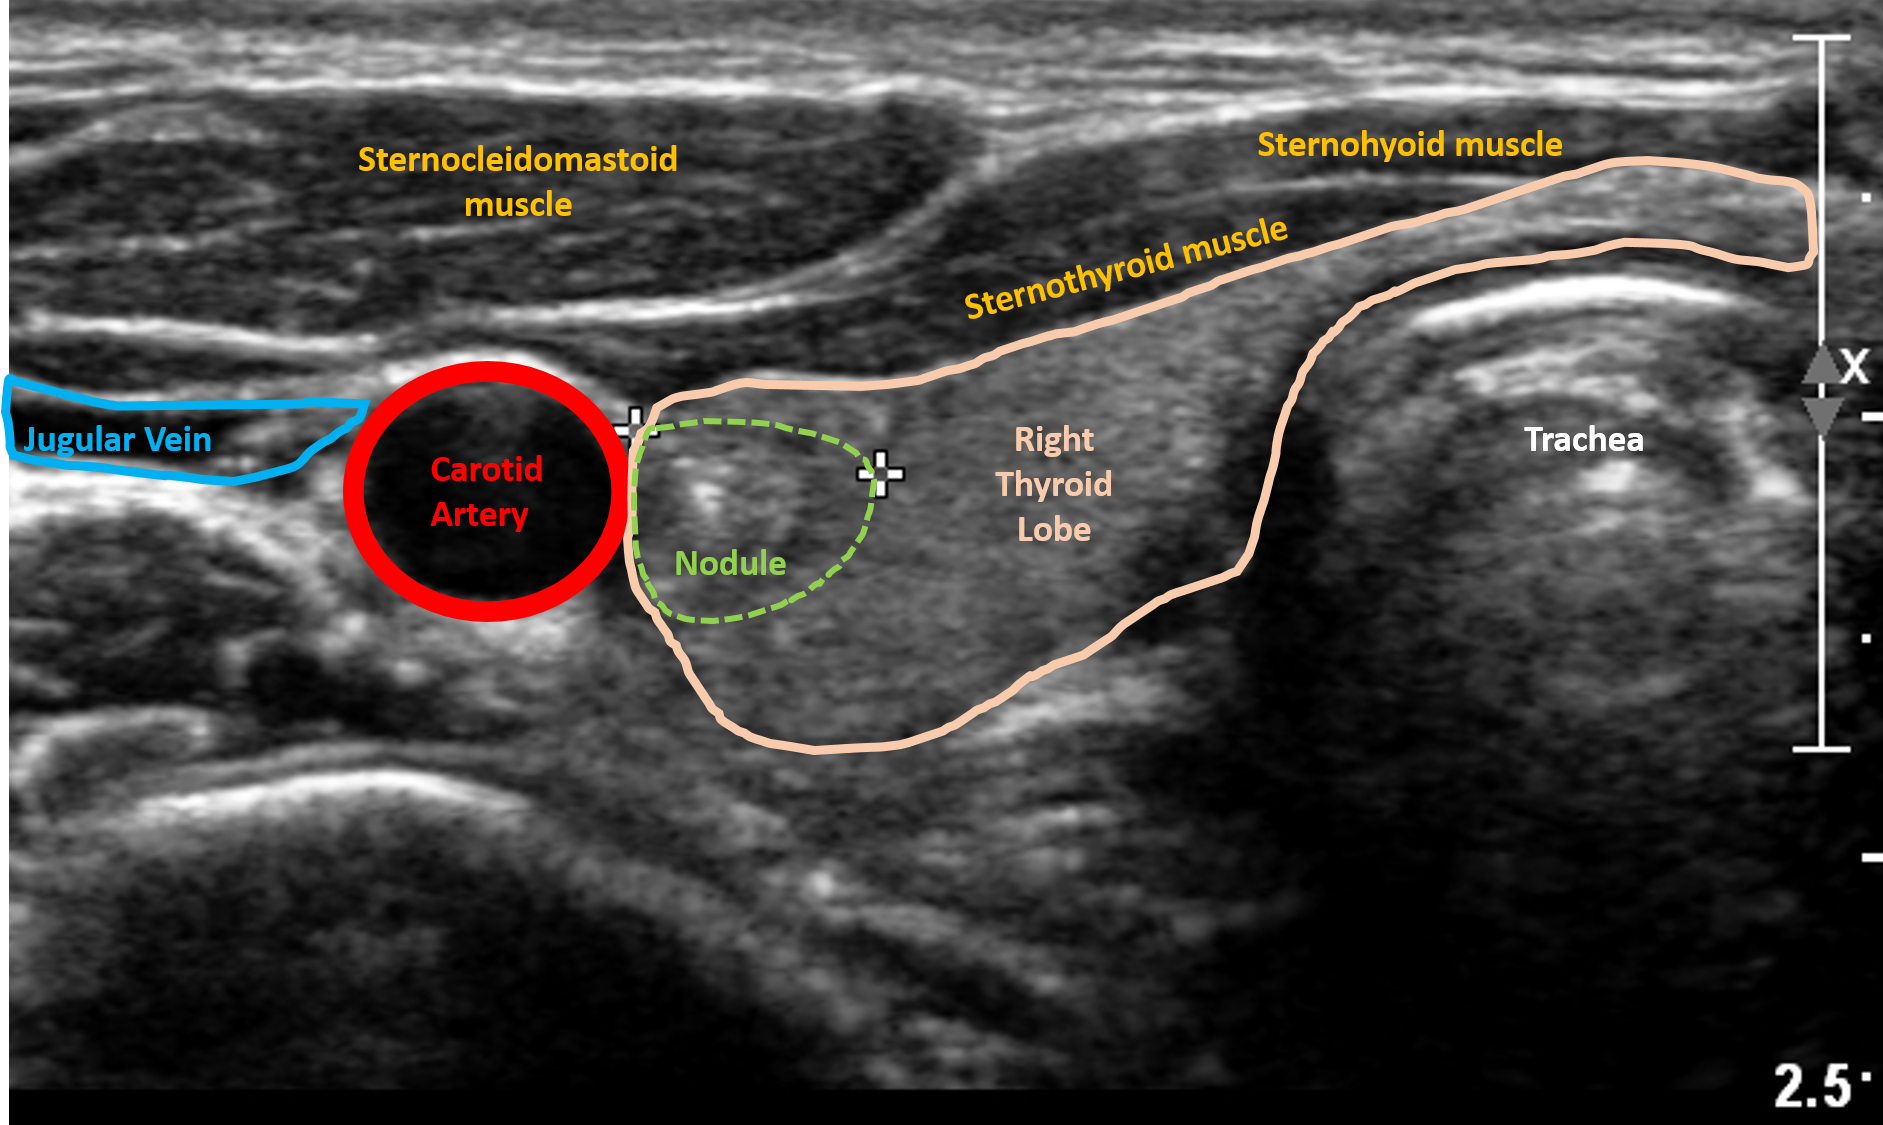 Sternocleidomastoid
muscle
Sternohyoid muscle
Sternothyroid muscle
X
Jugular Vein
Carotid
Artery
Nodule
Right
Thyroid
Lobe
Trachea
2.5